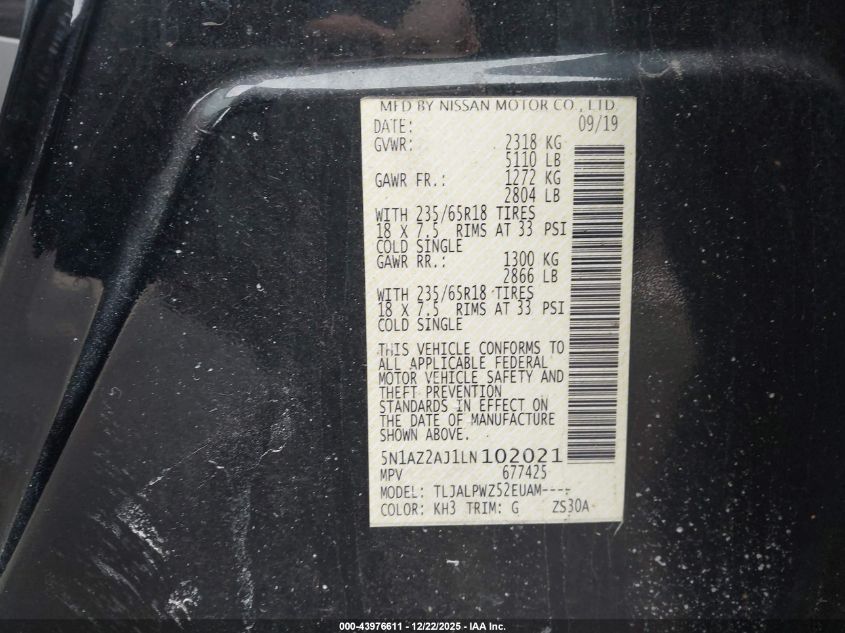 MFD BY NISSAN MOTOR CO., LTD.
DATE: 09/19
GVWR: 2318 KG
5110 LB
GAWR FR.: 1272 KG
2804 LB
WITH 235/65R18 TIRES
18 X 7.5 RIMS AT 33 PSI
COLD SINGLE
GAWR RR.: 1300 KG
2866 LB
WITH 235/65R18 TIRES
18 X 7.5 RIMS AT 33 PSI
COLD SINGLE
THIS VEHICLE CONFORMS TO
ALL APPLICABLE FEDERAL
MOTOR VEHICLE SAFETY AND
THEFT PREVENTION
STANDARDS IN EFFECT ON
THE DATE OF MANUFACTURE
SHOWN ABOVE.
5N1AZ2AJ1LN102021
MPV 677425
MODEL: TLJALPWZ52EUAM----
COLOR: KH3 TRIM: G ZS30A
000-43976611 - 12/22/2025 - IAA Inc.